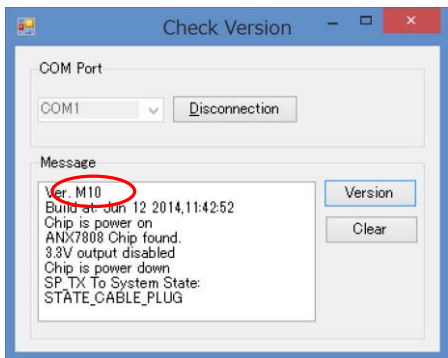 Check Version
COM Port
COM1
Disconnection
Message
Ver. M10
Build at: Jun 12 2014,11:42:52
Chip is power on
ANX7808 Chip found.
3.3V output disabled
Chip is power down
SP_TX To System State:
STATE_CABLE_PLUG
Version
Clear